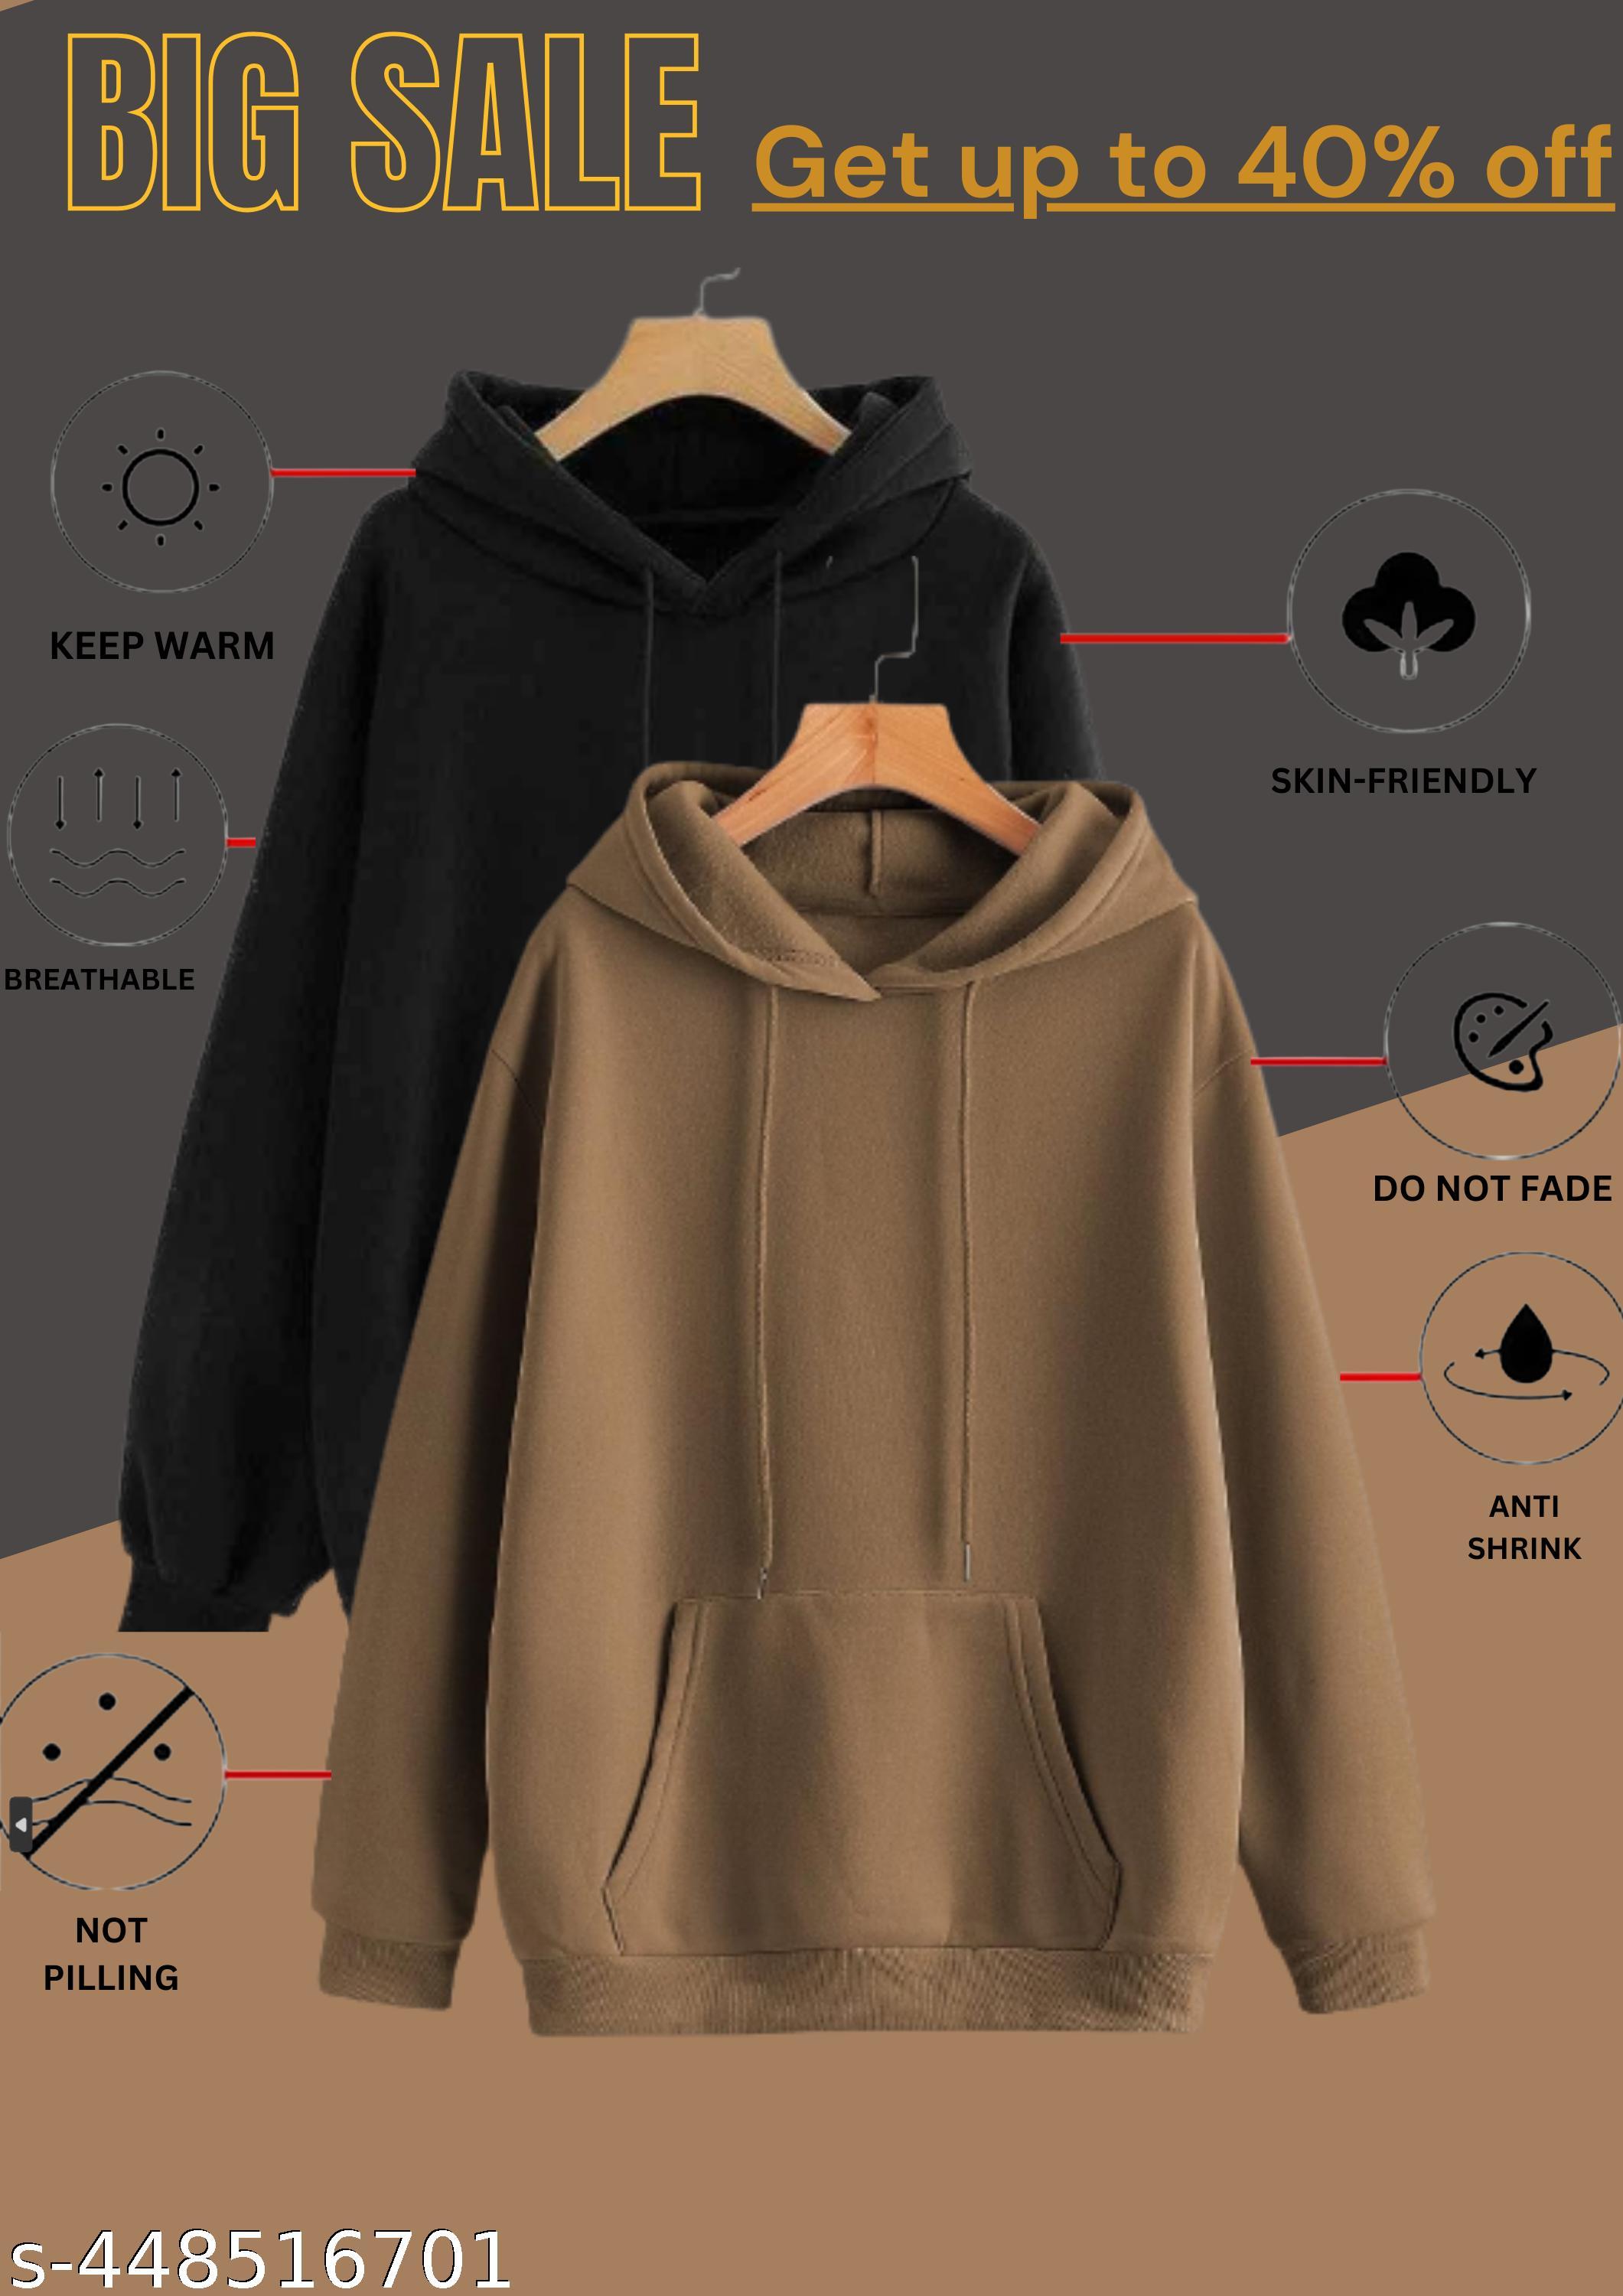 BIG SALE Get up to 40% off
KEEP WARM
SKIN-FRIENDLY
BREATHABLE
DO NOT FADE
ANTI
SHRINK
NOT
PILLING
s-448516701